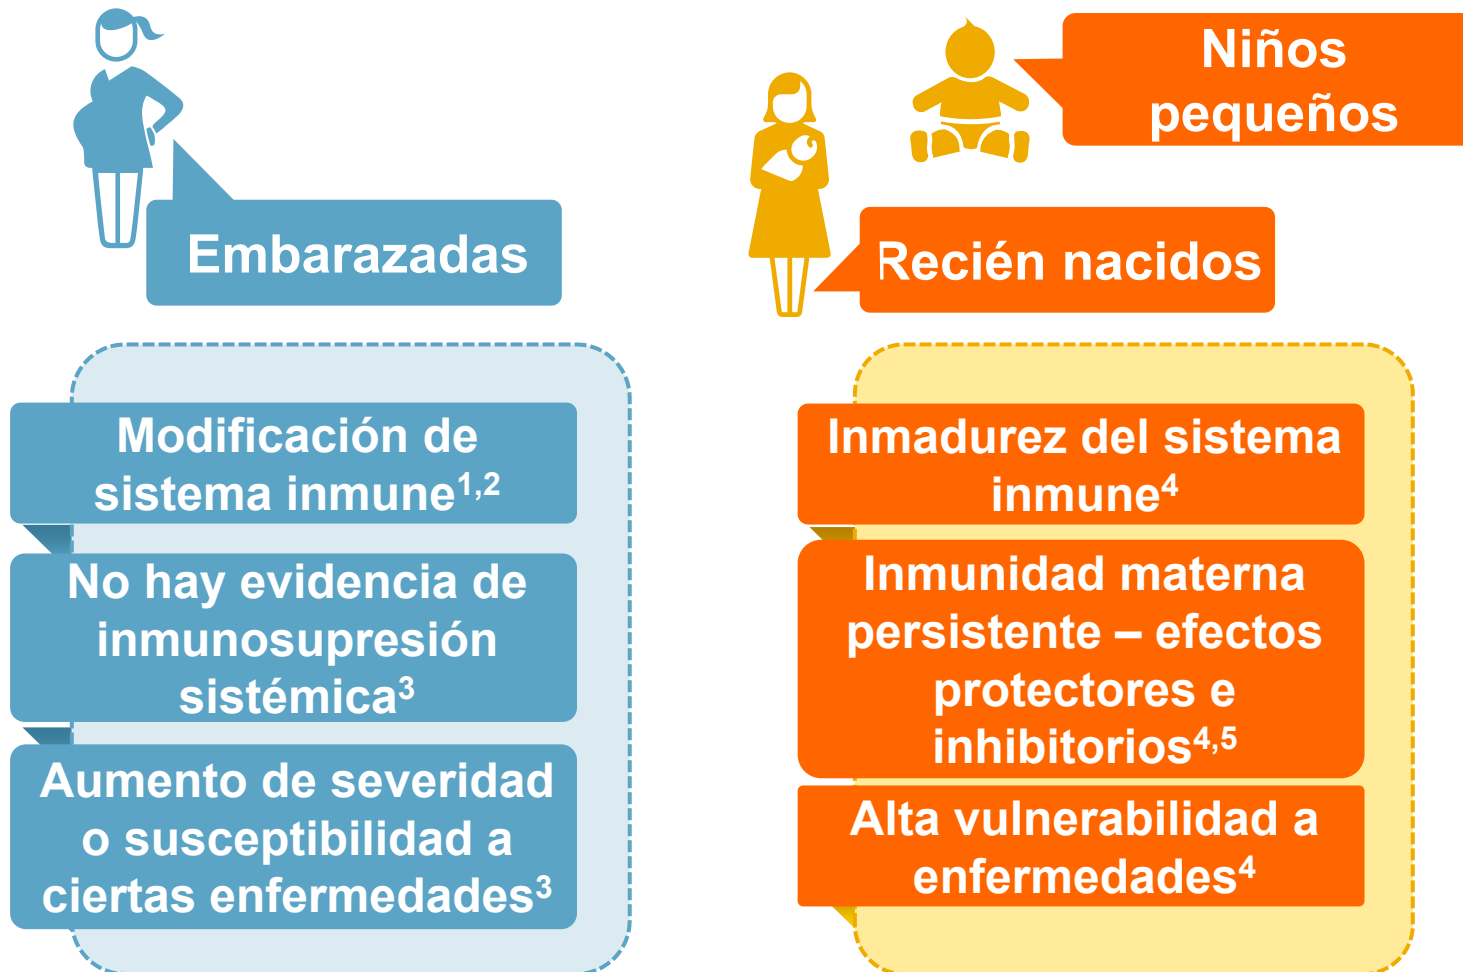 Embarazadas
Modificación de
sistema inmune1,2
No hay evidencia de
inmunosupresión
sistémica3
Aumento de severidad
o susceptibilidad a
ciertas enfermedades3
Niños
pequeños
Recién nacidos
Inmadurez del sistema
inmune4
Inmunidad materna
persistente – efectos
protectores e
inhibitorios4,5
Alta vulnerabilidad a
enfermedades4